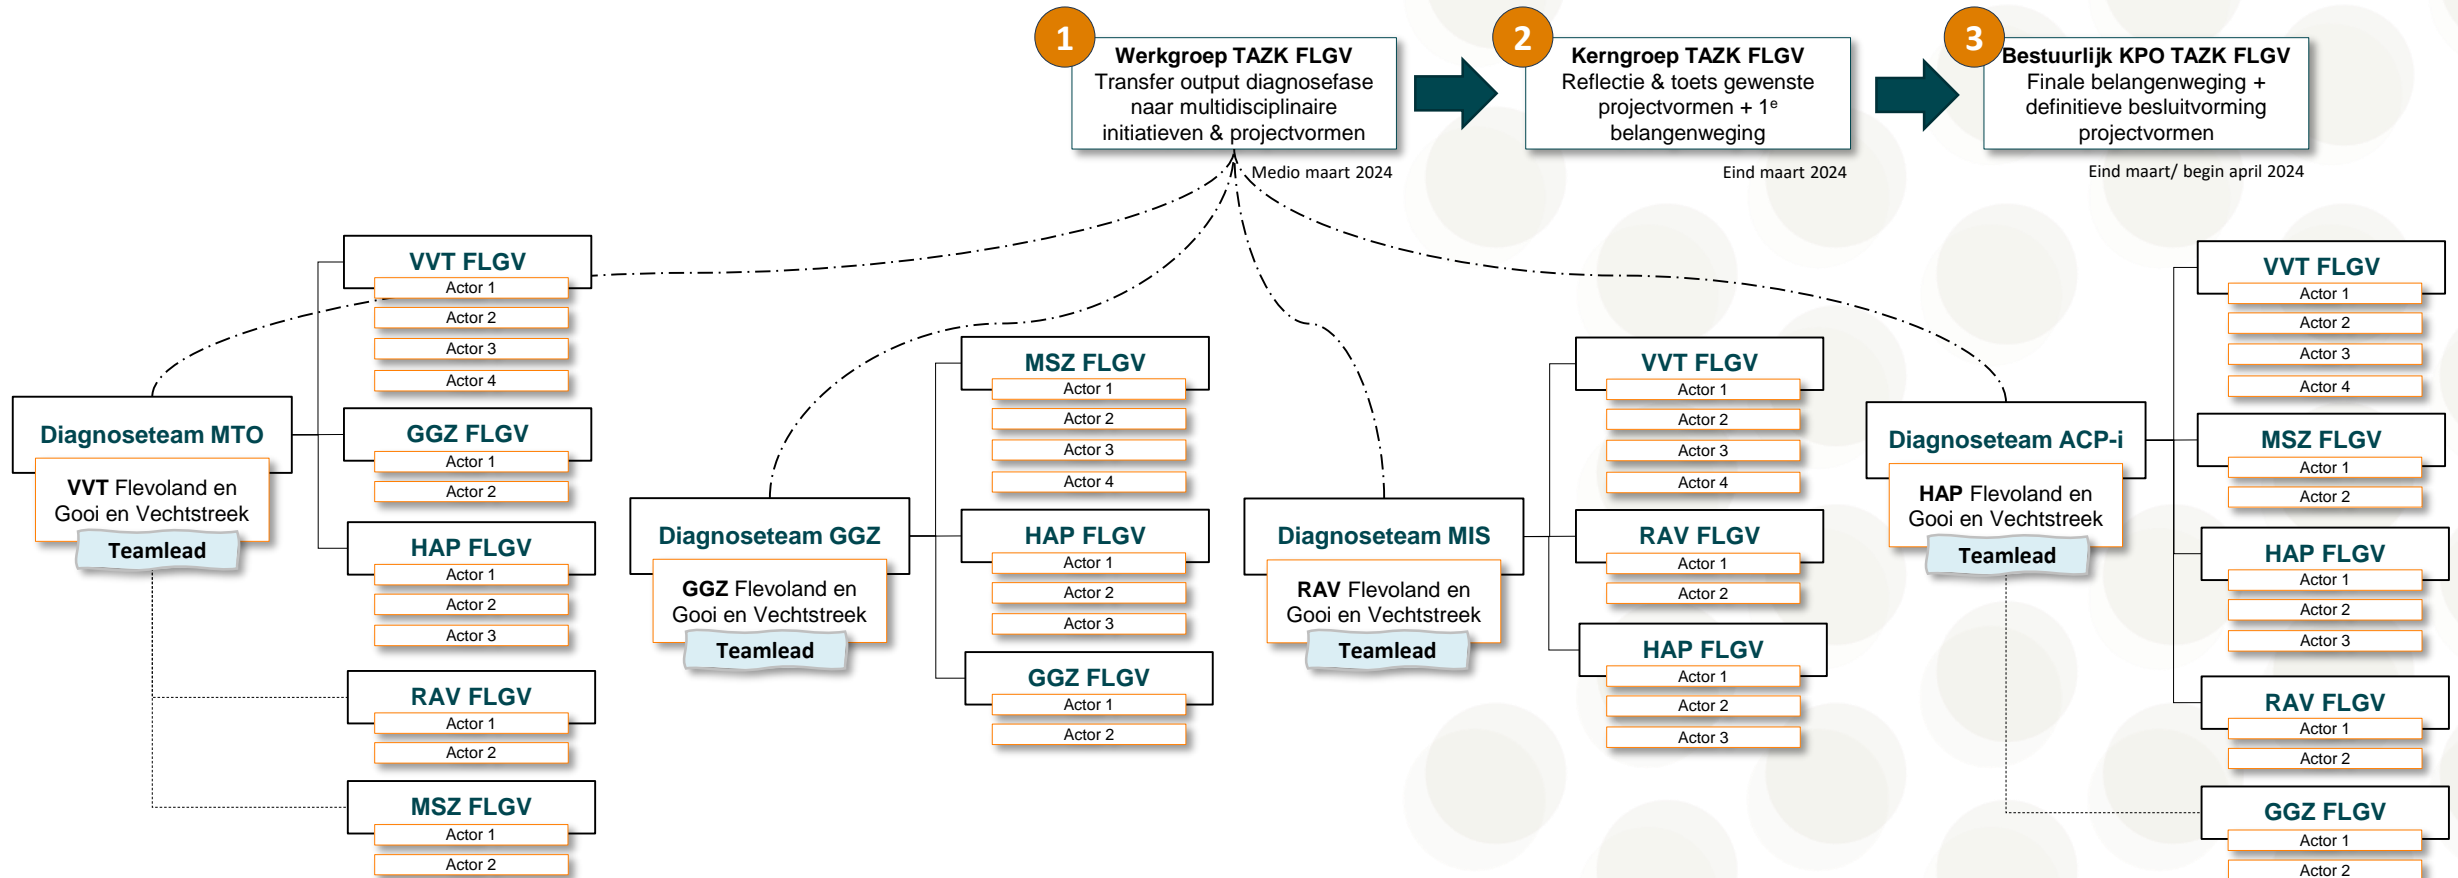 1
Werkgroep TAZK FLGV
Transfer output diagnosefase
naar multidisciplinaire
initiatieven & projectvormen
Medio maart 2024
2
Kerngroep TAZK FLGV
Reflectie & toets gewenste
projectvormen + 1e
belangenweging
Eind maart 2024
3
Bestuurlijk KPO TAZK FLGV
Finale belangenweging +
definitieve besluitvorming
projectvormen
Eind maart/ begin april 2024
Diagnoseteam MTO
VVT Flevoland en
Gooi en Vechtstreek
Teamlead
VVT FLGV
Actor 1
Actor 2
Actor 3
Actor 4
GGZ FLGV
Actor 1
Actor 2
HAP FLGV
Actor 1
Actor 2
Actor 3
RAV FLGV
Actor 1
Actor 2
MSZ FLGV
Actor 1
Actor 2
Diagnoseteam GGZ
GGZ Flevoland en
Gooi en Vechtstreek
Teamlead
MSZ FLGV
Actor 1
Actor 2
Actor 3
Actor 4
HAP FLGV
Actor 1
Actor 2
Actor 3
GGZ FLGV
Actor 1
Actor 2
Diagnoseteam MIS
RAV Flevoland en
Gooi en Vechtstreek
Teamlead
VVT FLGV
Actor 1
Actor 2
Actor 3
Actor 4
RAV FLGV
Actor 1
Actor 2
HAP FLGV
Actor 1
Actor 2
Actor 3
Diagnoseteam ACP-i
HAP Flevoland en
Gooi en Vechtstreek
Teamlead
VVT FLGV
Actor 1
Actor 2
Actor 3
Actor 4
MSZ FLGV
Actor 1
Actor 2
HAP FLGV
Actor 1
Actor 2
Actor 3
RAV FLGV
Actor 1
Actor 2
GGZ FLGV
Actor 1
Actor 2